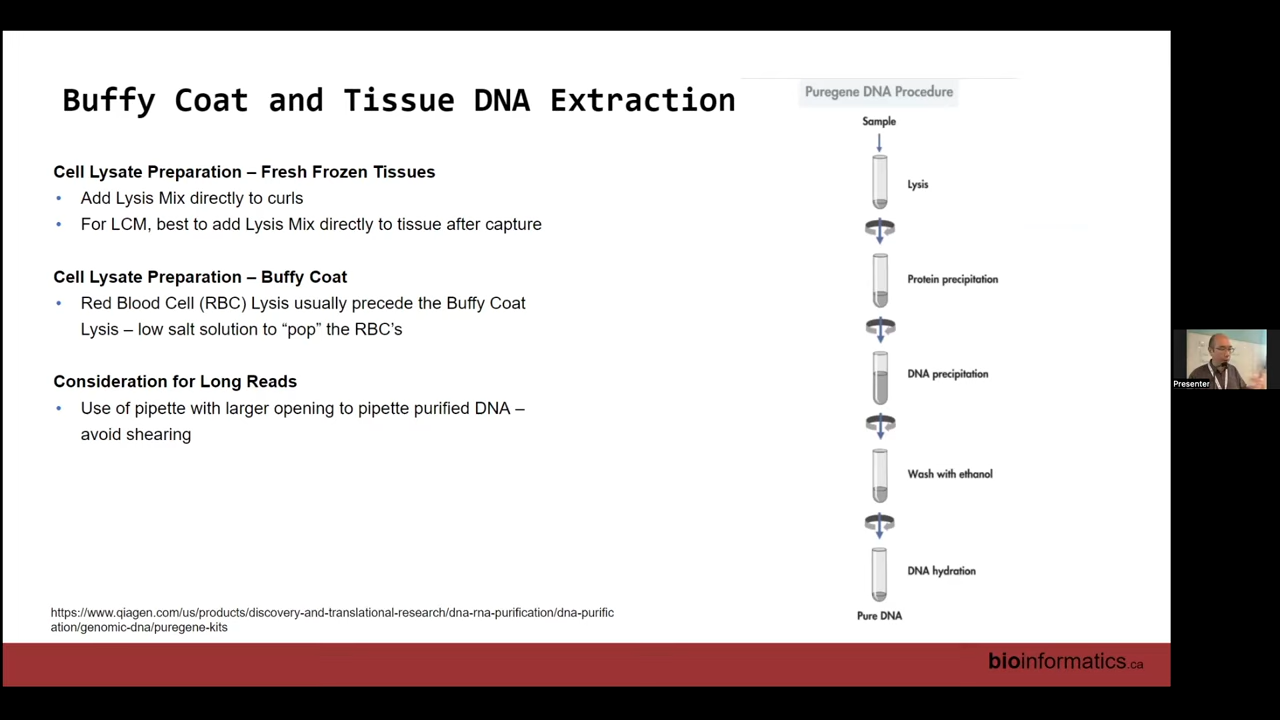 Buffy Coat and Tissue DNA Extraction
Cell Lysate Preparation – Fresh Frozen Tissues
• Add Lysis Mix directly to curls
• For LCM, best to add Lysis Mix directly to tissue after capture
Cell Lysate Preparation – Buffy Coat
• Red Blood Cell (RBC) Lysis usually precede the Buffy Coat
Lysis – low salt solution to “pop” the RBC’s
Consideration for Long Reads
• Use of pipette with larger opening to pipette purified DNA –
avoid shearing
https://www.qiagen.com/us/products/discovery-and-translational-research/dna-rna-purification/dna-purific
ation/genomic-dna/puregene-kits
Puregene DNA Procedure
Sample
Lysis
Protein precipitation
DNA precipitation
Wash with ethanol
DNA hydration
Pure DNA
bioinformatics.ca
Presenter